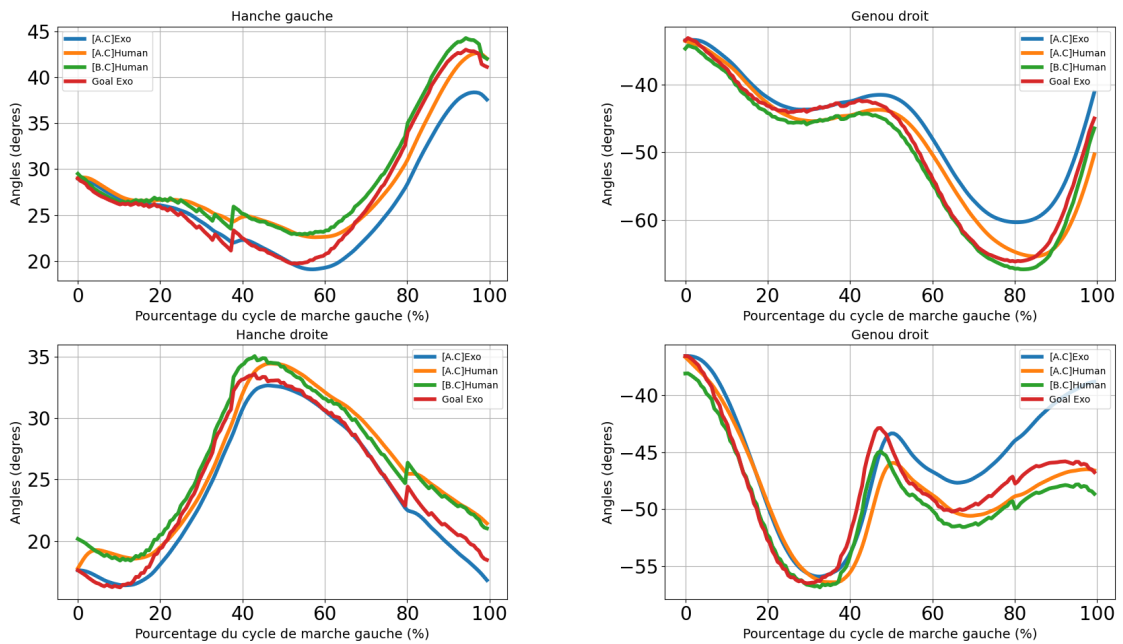 Hanche gauche
45
40
35
30
25
20
Angles (degres)
[A.C]Exo
[A.C]Human
[B.C]Human
Goal Exo
0 20 40 60 80 100
Pourcentage du cycle de marche gauche (%)
Genou droit
−40
−50
−60
Angles (degres)
[A.C]Exo
[A.C]Human
[B.C]Human
Goal Exo
0 20 40 60 80 100
Pourcentage du cycle de marche gauche (%)
Hanche droite
35
30
25
20
Angles (degres)
[A.C]Exo
[A.C]Human
[B.C]Human
Goal Exo
0 20 40 60 80 100
Pourcentage du cycle de marche gauche (%)
Genou droit
−40
−45
−50
−55
Angles (degres)
[A.C]Exo
[A.C]Human
[B.C]Human
Goal Exo
0 20 40 60 80 100
Pourcentage du cycle de marche gauche (%)